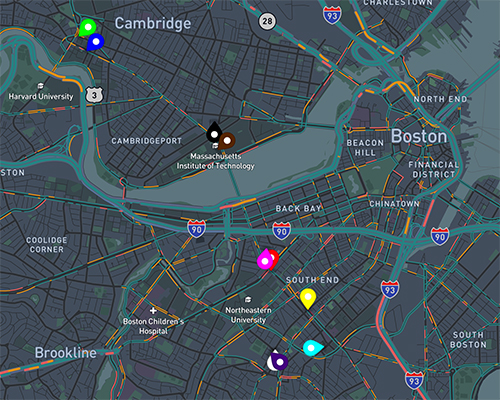 CHARLESTOWN
93
28
Cambridge
Harvard University
3
NORTH END
CAMBRIDGEPORT
Boston
BEACON
HILL
Massachusetts
Institute of Technology
FINANCIAL
DISTRICT
STON
CHINATOWN
BACK BAY
90
90
90
COOLIDGE
CORNER
SOUTH END
93
Northeastern
University
Boston Children's
Hospital
SOUTH
BOSTON
Brookline
93